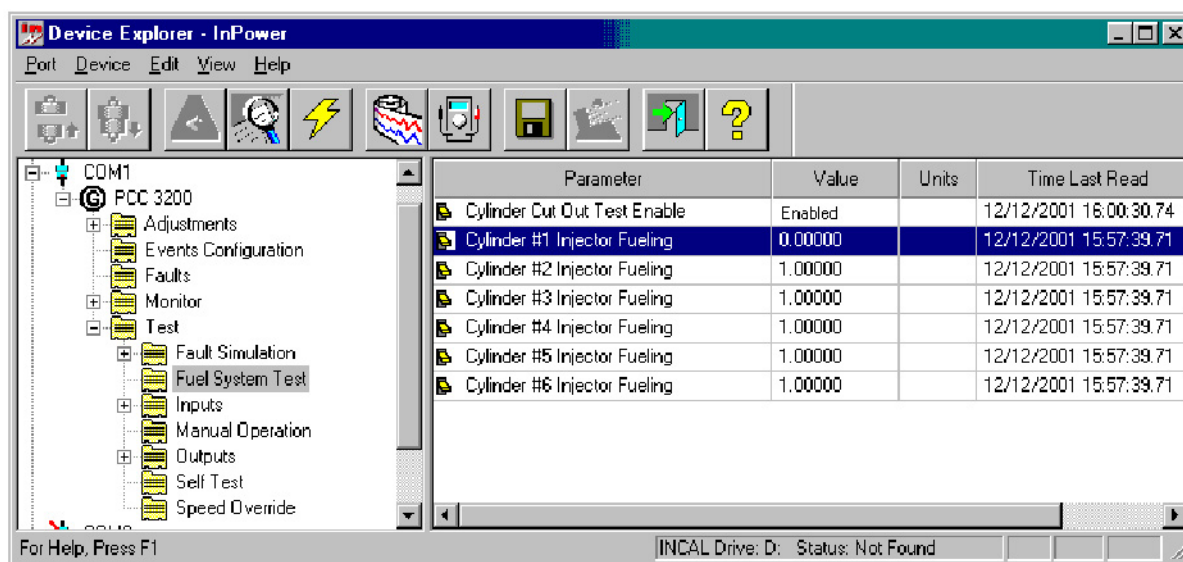 Device Explorer - InPower
Port Device Edit View Help
COM1
PCC 3200
Adjustments
Events Configuration
Faults
Monitor
Test
Fault Simulation
Fuel System Test
Inputs
Manual Operation
Outputs
Self Test
Speed Override
Parameter Value Units Time Last Read
Cylinder Cut Out Test Enable Enabled 12/12/2001 16:00:30.74
Cylinder #1 Injector Fueling 0.00000 12/12/2001 15:57:39.71
Cylinder #2 Injector Fueling 1.00000 12/12/2001 15:57:39.71
Cylinder #3 Injector Fueling 1.00000 12/12/2001 15:57:39.71
Cylinder #4 Injector Fueling 1.00000 12/12/2001 15:57:39.71
Cylinder #5 Injector Fueling 1.00000 12/12/2001 15:57:39.71
Cylinder #6 Injector Fueling 1.00000 12/12/2001 15:57:39.71
For Help, Press F1
INCAL Drive: D: Status: Not Found